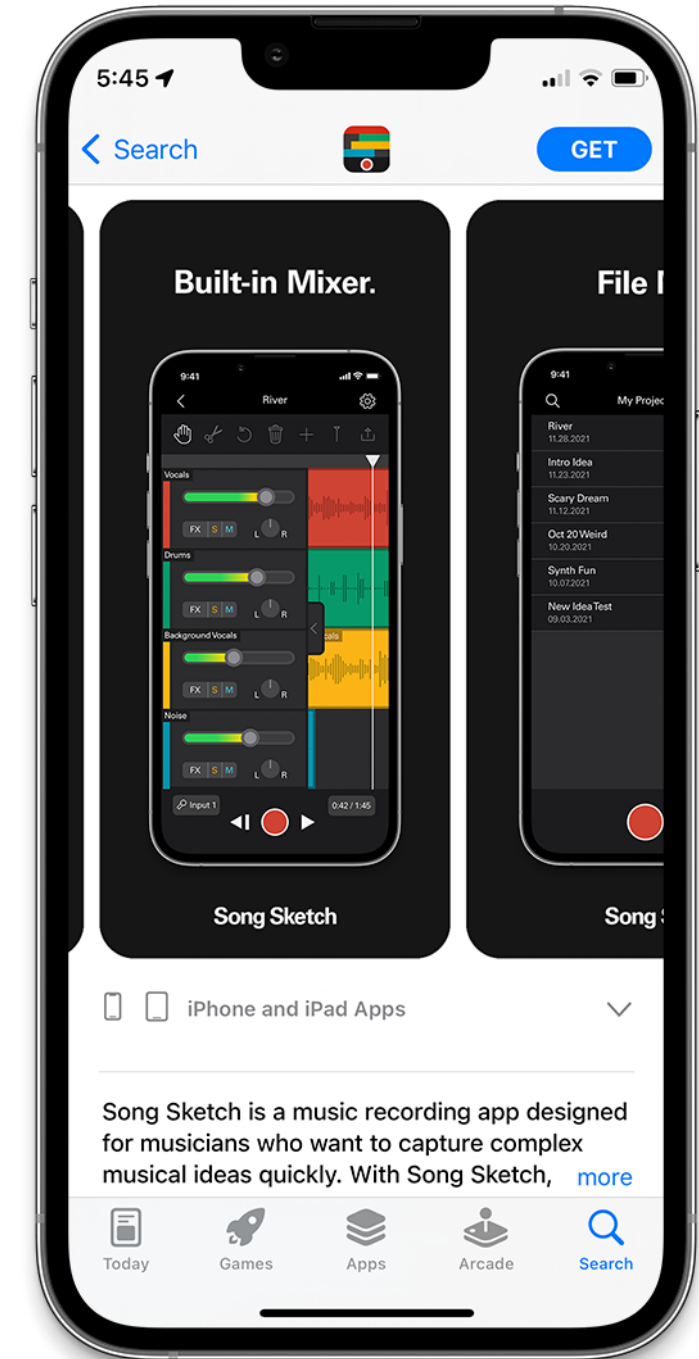 5:45
Search
GET
Built-in Mixer.
9:41
River
Vocals
FX S M
L R
Drums
FX S M
L R
Background Vocals
FX S M
L R
Noise
FX S M
L R
Input 1
0:42 / 1:45
Song Sketch
File
9:41
My Projec
River
11.28.2021
Intro Idea
11.23.2021
Scary Dream
11.12.2021
Oct 20 Weird
10.20.2021
Synth Fun
10.07.2021
New Idea Test
09.03.2021
Song
iPhone and iPad Apps
Song Sketch is a music recording app designed
for musicians who want to capture complex
musical ideas quickly. With Song Sketch, more
Today
Games
Apps
Arcade
Search